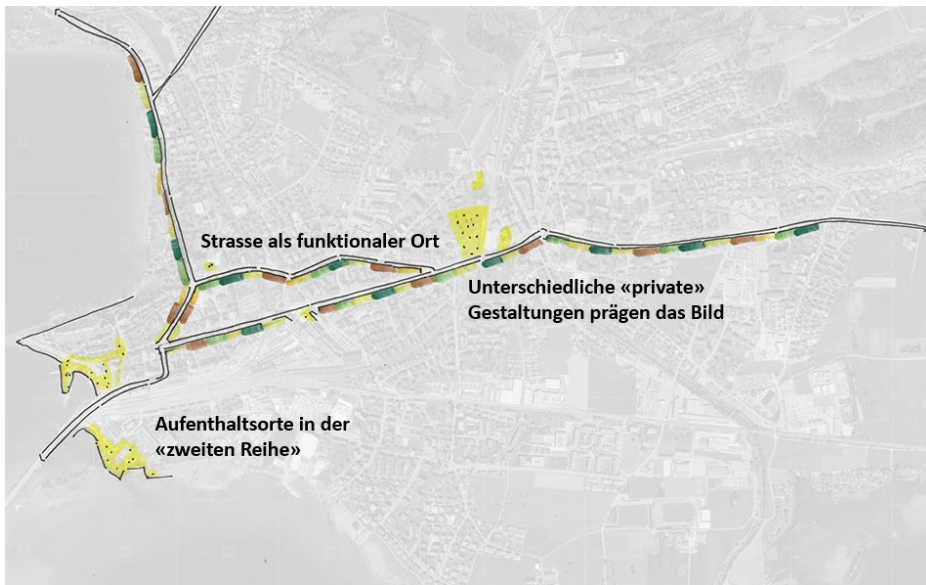 Strasse als funktionaler Ort
Unterschiedliche «private»
Gestaltungen prägen das Bild
Aufenthaltsorte in der
«zweiten Reihe»